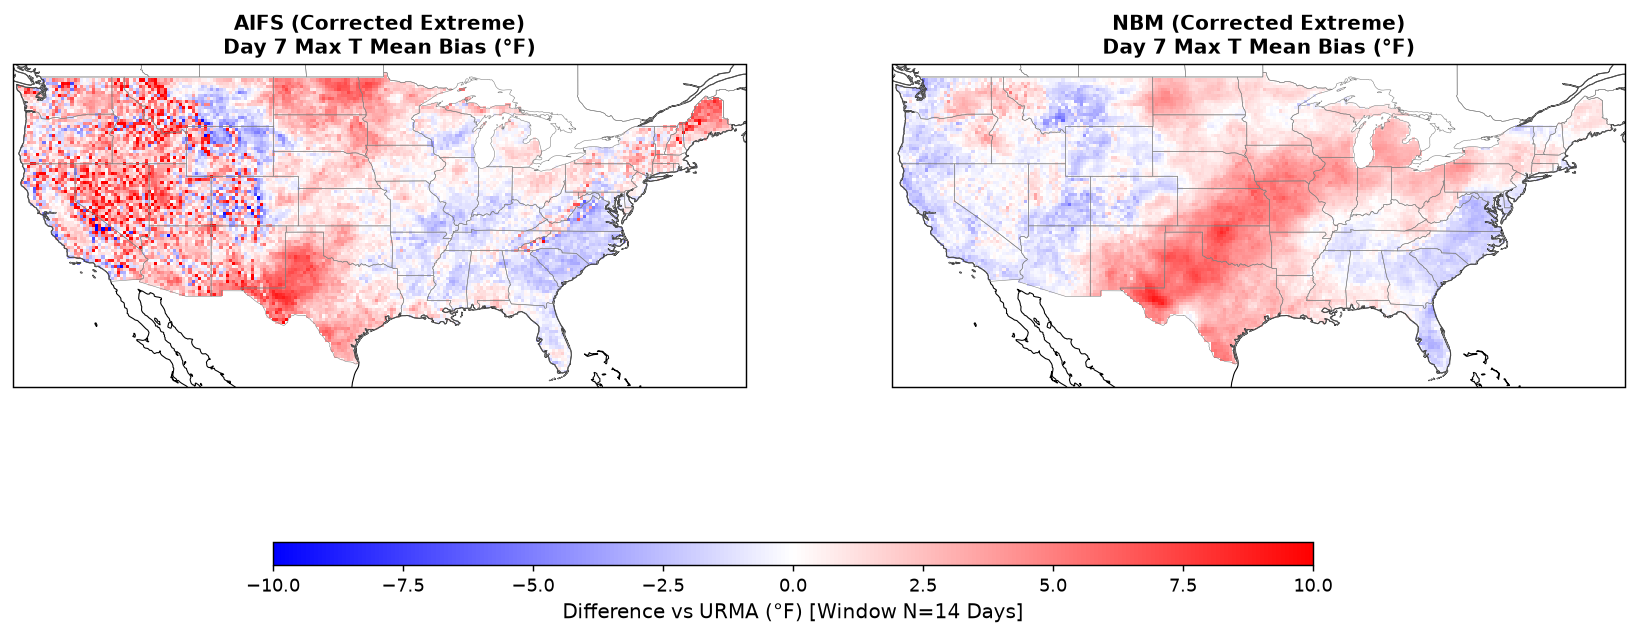 AIFS (Corrected Extreme)
Day 7 Max T Mean Bias (°F)
NBM (Corrected Extreme)
Day 7 Max T Mean Bias (°F)
−10.0 −7.5 −5.0 −2.5 0.0 2.5 5.0 7.5 10.0
Difference vs URMA (°F) [Window N=14 Days]